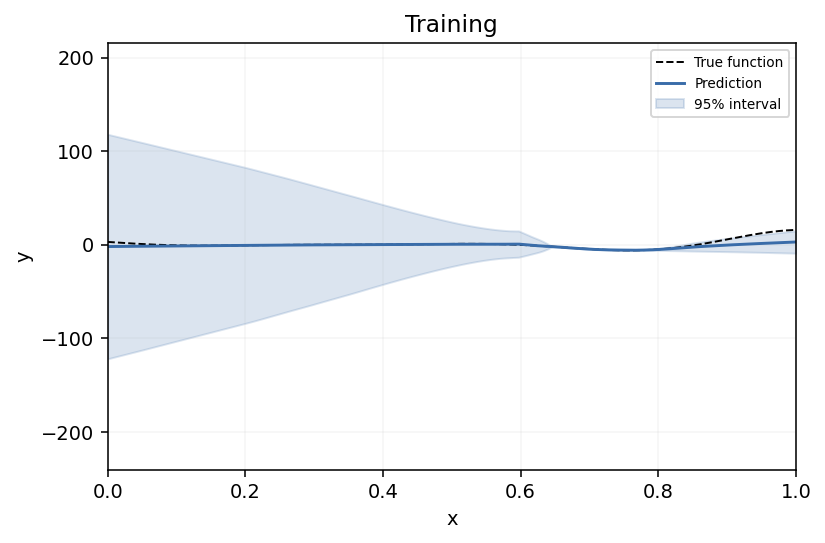 Training
200
100
0
−100
−200
y
0.0 0.2 0.4 0.6 0.8 1.0
x
True function
Prediction
95% interval